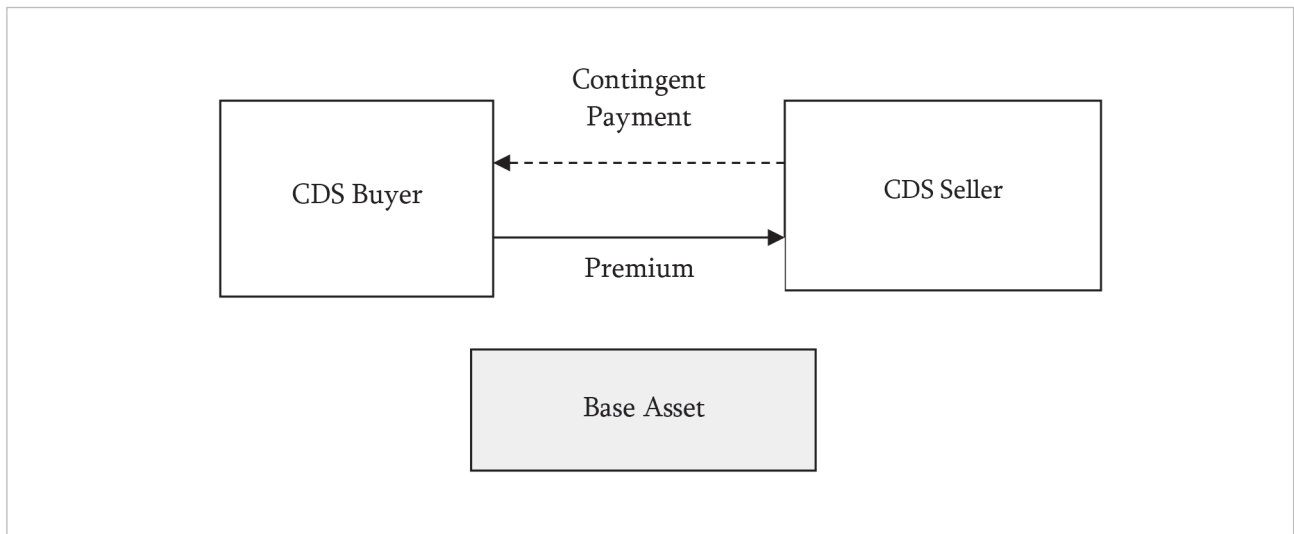 Contingent
Payment
CDS Buyer
CDS Seller
Premium
Base Asset